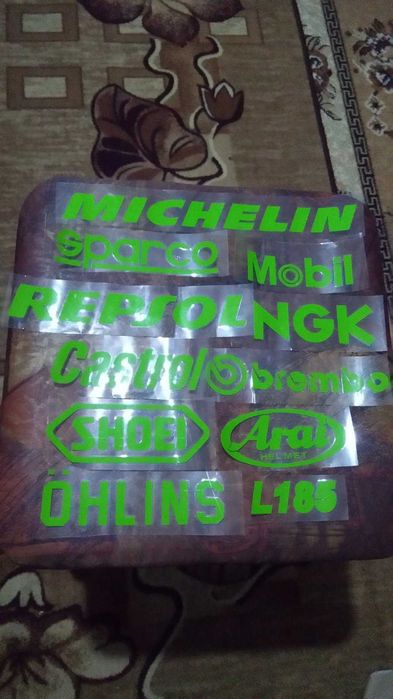 MICHELIN
sparco Mobil
REPSOL NGK
Castrol brembo
SHOEI Arai
HELMET
ÖHLINS L185